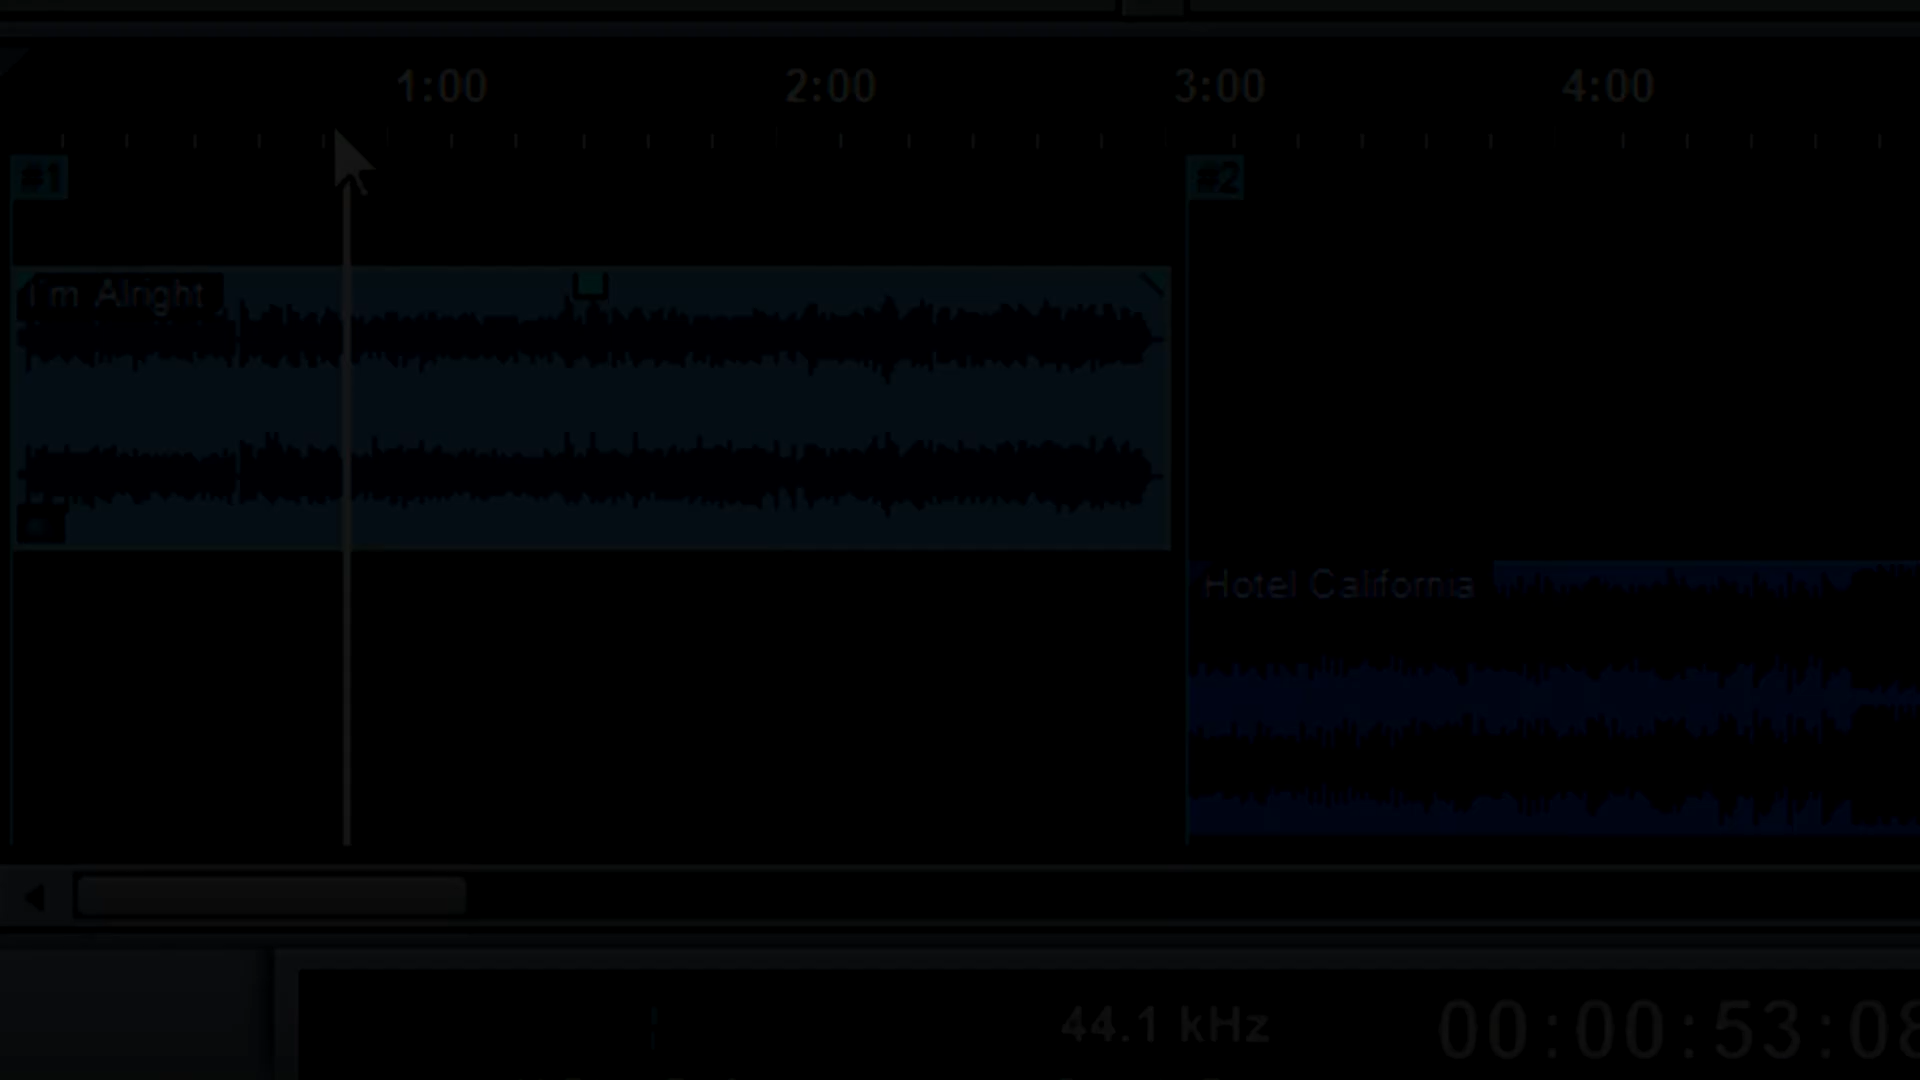 1:00 2:00 3:00 4:00
#1 #2
I'm Alright
Hotel California
44.1 kHz 00:00:53:08